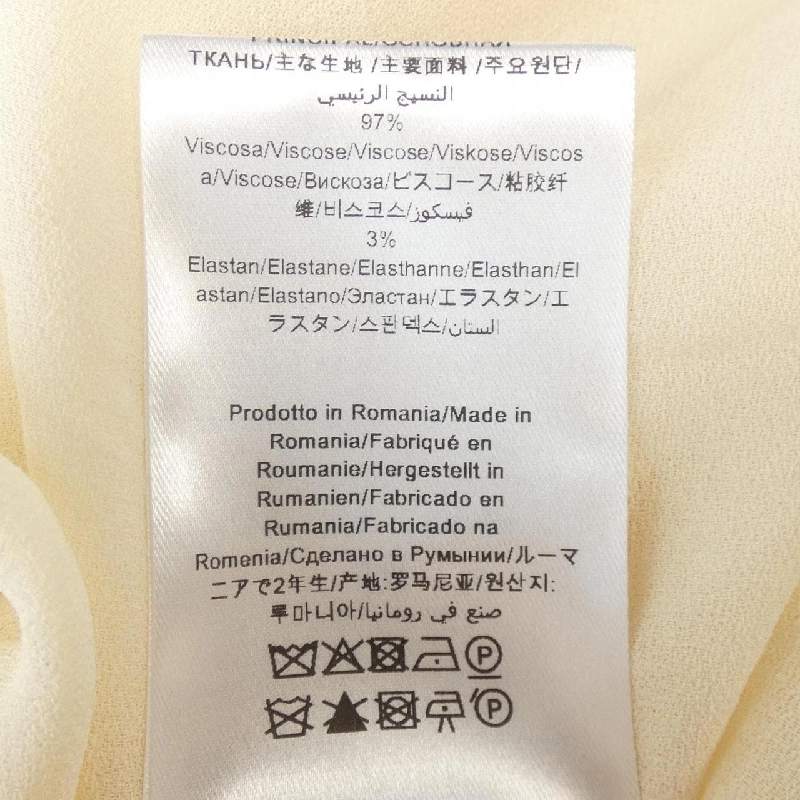 PRINCIPAL/ОСНОВНАЯ
ТКАНЬ/主な生地 /主要面料 /주요원단/
النسيج الرئيسي
97%
Viscosa/Viscose/Viscose/Viskose/Viscos
a/Viscose/Вискоза/ビスコース/粘胶纤
维/비스코스/فيسكوز
3%
Elastan/Elastane/Elasthanne/Elasthan/El
astan/Elastano/Эластан/エラスタン/エ
ラスタン/스판덱스/الستان
Prodotto in Romania/Made in
Romania/Fabriqué en
Roumanie/Hergestellt in
Rumanien/Fabricado en
Rumania/Fabricado na
Romenia/Сделано в Румынии/ルーマ
ニアで2年生/产地:罗马尼亚/원산지:
루마니아/صنع في رومانيا
P
P